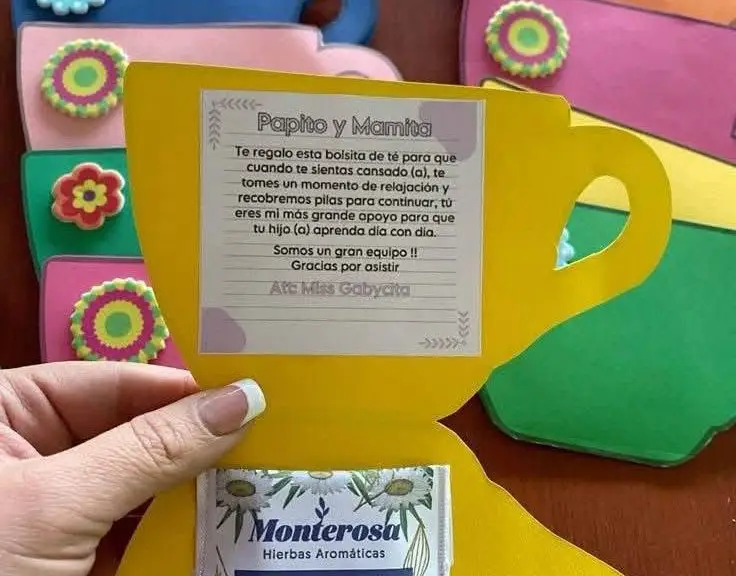 Papito y Mamita
Te regalo esta bolsita de té para que
cuando te sientas cansado (a), te
tomes un momento de relajación y
recobremos pilas para continuar, tú
eres mi más grande apoyo para que
tu hijo (a) aprenda día con día.
Somos un gran equipo !!
Gracias por asistir
Att: Miss Gabycita
Monterosa
Hierbas Aromáticas